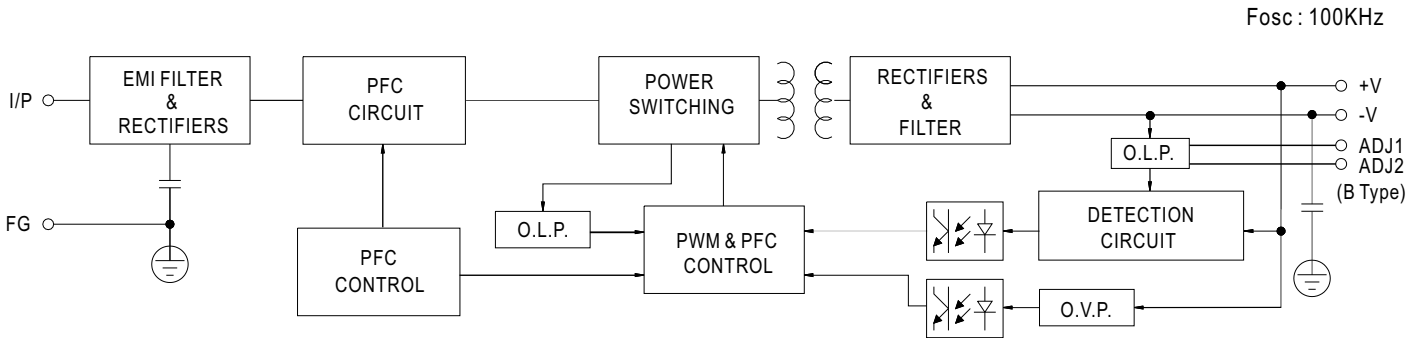 Fosc : 100KHz
I/P
EMI FILTER
&
RECTIFIERS
PFC
CIRCUIT
POWER
SWITCHING
RECTIFIERS
&
FILTER
+V
-V
ADJ1
ADJ2
(B Type)
O.L.P.
FG
O.L.P.
PFC
CONTROL
PWM & PFC
CONTROL
DETECTION
CIRCUIT
O.V.P.